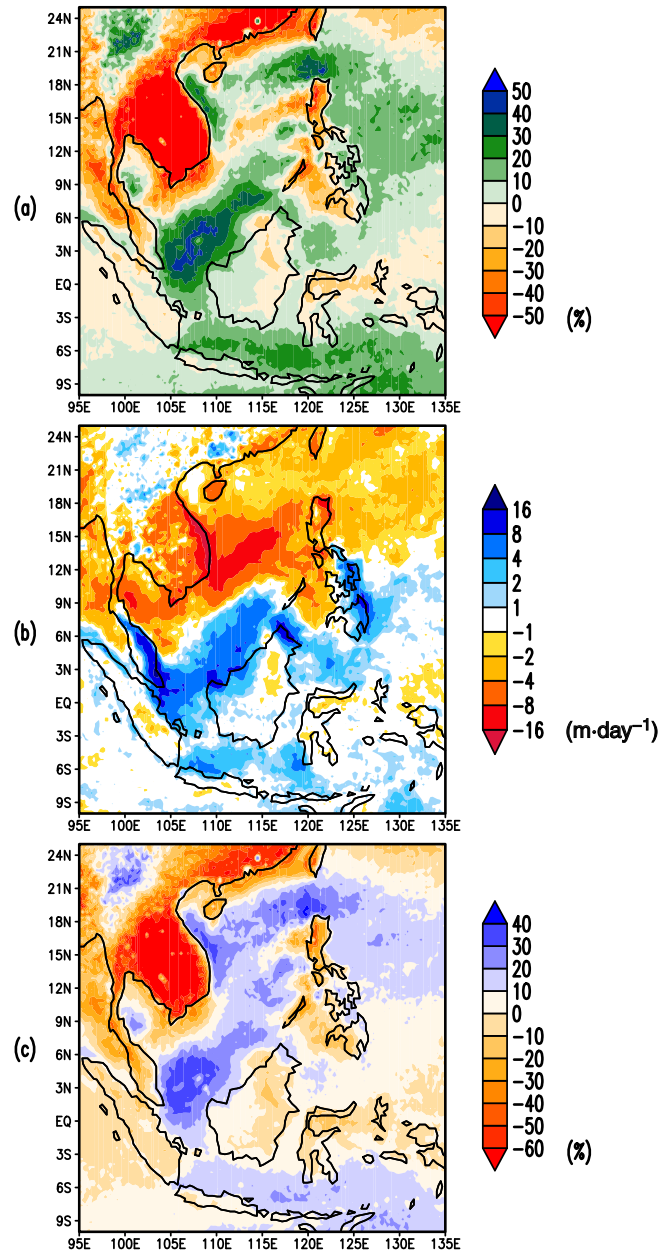 24N
21N
18N
15N
12N
9N
6N
3N
EQ
3S
6S
9S
95E 100E 105E 110E 115E 120E 125E 130E 135E
(a)
50
40
30
20
10
0
−10
−20
−30
−40
−50 (%)
24N
21N
18N
15N
12N
9N
6N
3N
EQ
3S
6S
9S
95E 100E 105E 110E 115E 120E 125E 130E 135E
(b)
16
8
4
2
1
−1
−2
−4
−8
−16 (m·day⁻¹)
24N
21N
18N
15N
12N
9N
6N
3N
EQ
3S
6S
9S
95E 100E 105E 110E 115E 120E 125E 130E 135E
(c)
40
30
20
10
−10
−20
−30
−40
−50
−60 (%)